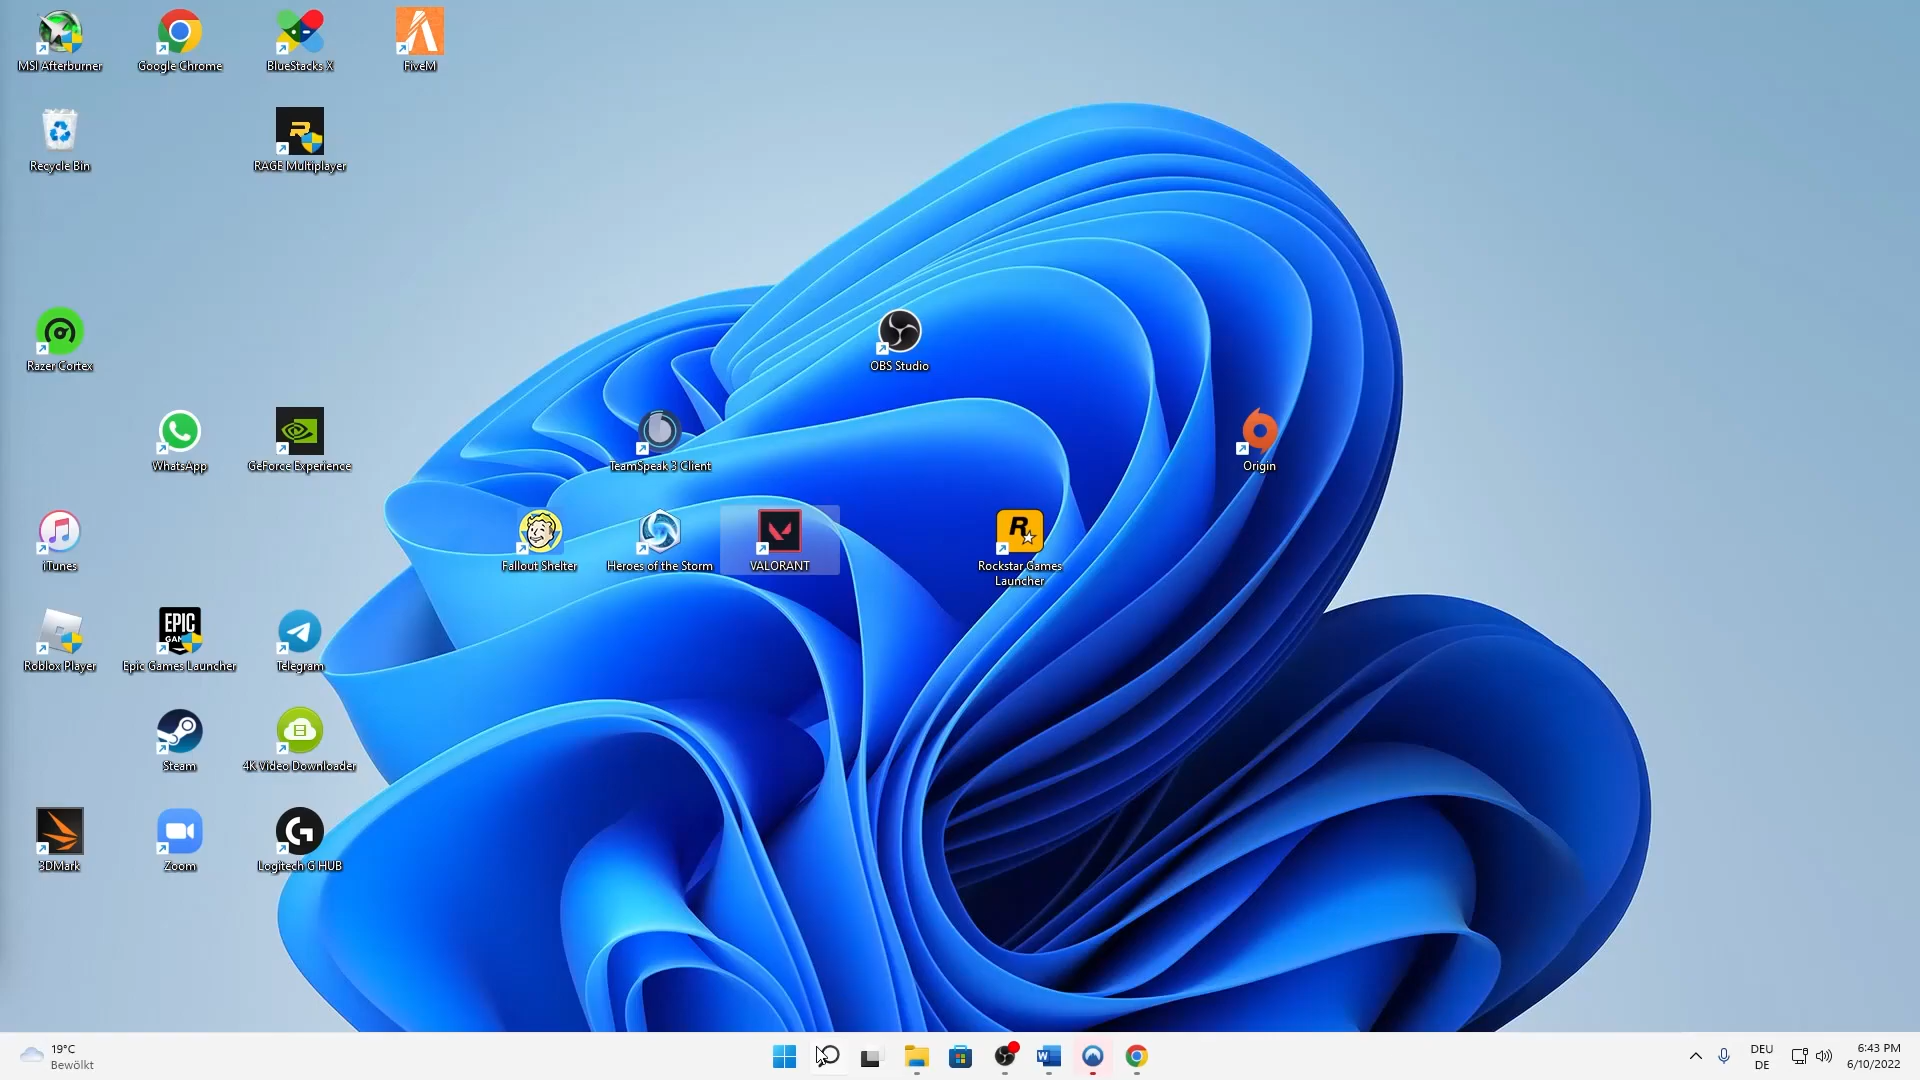 MSI Afterburner
Google Chrome
BlueStacks X
FiveM
Recycle Bin
RAGE Multiplayer
Razer Cortex
OBS Studio
WhatsApp
GeForce Experience
TeamSpeak 3 Client
Origin
iTunes
Fallout Shelter
Heroes of the Storm
VALORANT
Rockstar Games
Launcher
EPIC
GAMES
Roblox Player
Epic Games Launcher
Telegram
Steam
4K Video Downloader
3DMark
Zoom
Logitech G HUB
19°C
Bewölkt
DEU
DE
6:43 PM
6/10/2022